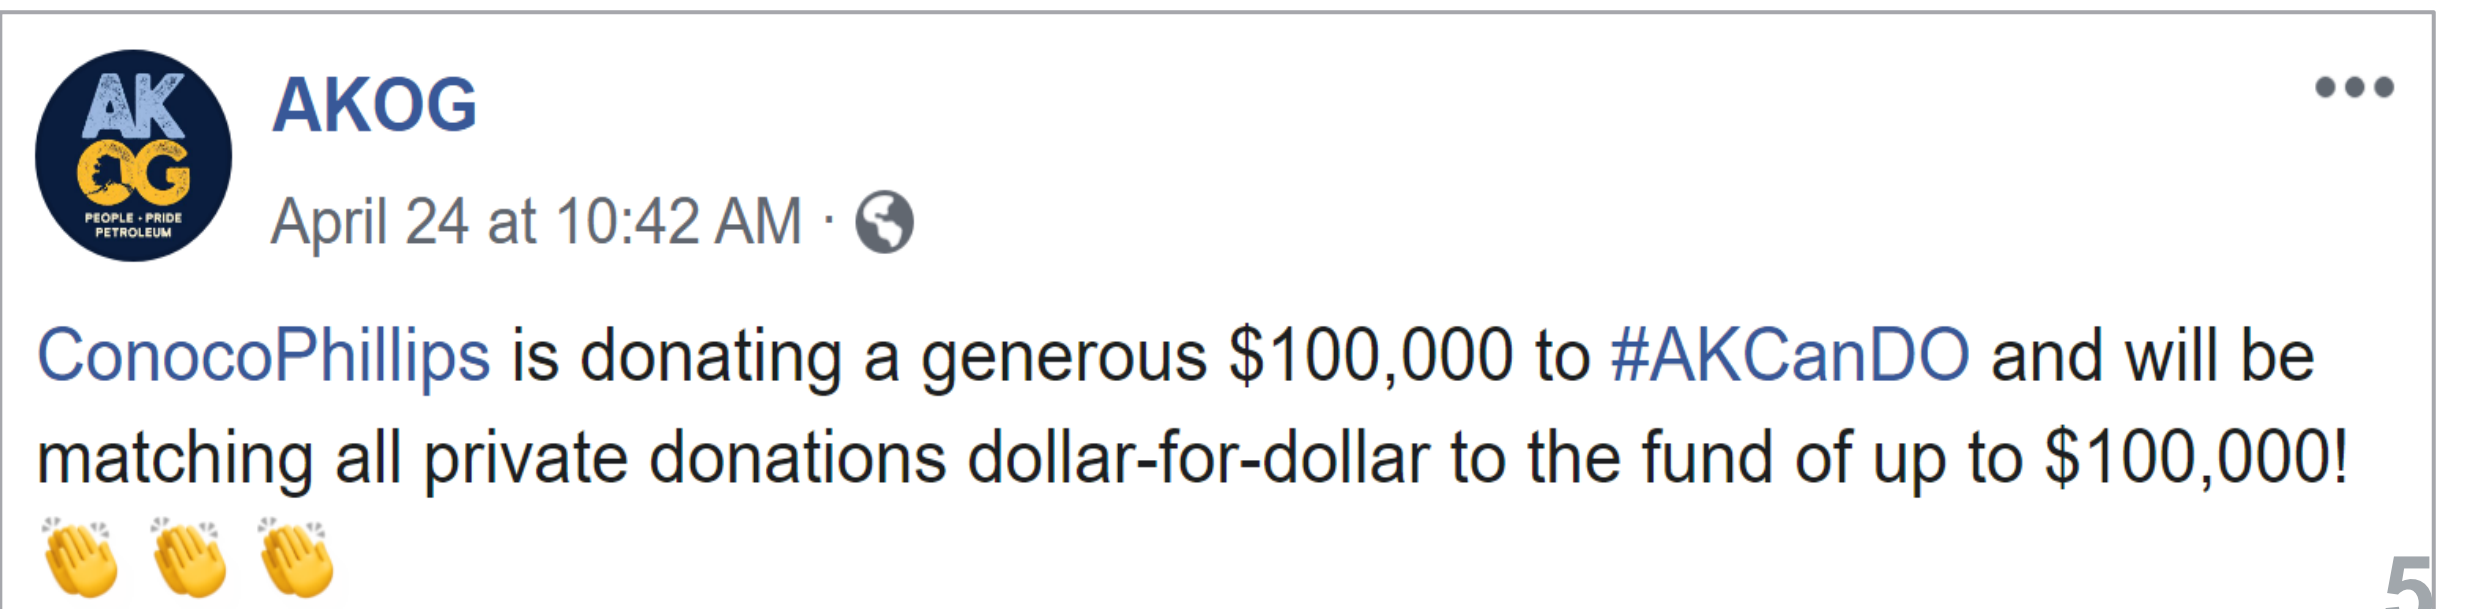 AK
OG
PEOPLE · PRIDE
PETROLEUM
AKOG
April 24 at 10:42 AM ·
ConocoPhillips is donating a generous $100,000 to #AKCanDO and will be
matching all private donations dollar-for-dollar to the fund of up to $100,000!
👏 👏 👏
5